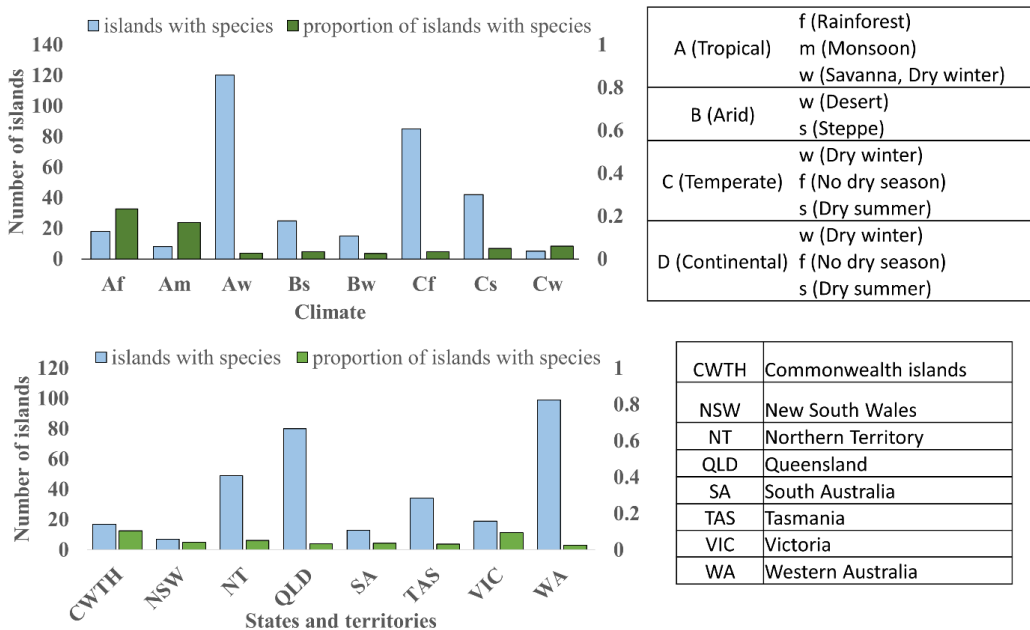 islands with species
proportion of islands with species
Number of islands
140
120
100
80
60
40
20
0
1
0.8
0.6
0.4
0.2
0
Af Am Aw Bs Bw Cf Cs Cw
Climate
A (Tropical)
f (Rainforest)
m (Monsoon)
w (Savanna, Dry winter)
B (Arid)
w (Desert)
s (Steppe)
C (Temperate)
w (Dry winter)
f (No dry season)
s (Dry summer)
D (Continental)
w (Dry winter)
f (No dry season)
s (Dry summer)
islands with species
proportion of islands with species
Number of islands
120
100
80
60
40
20
0
1
0.8
0.6
0.4
0.2
0
CWTH NSW NT QLD SA TAS VIC WA
States and territories
CWTH Commonwealth islands
NSW New South Wales
NT Northern Territory
QLD Queensland
SA South Australia
TAS Tasmania
VIC Victoria
WA Western Australia